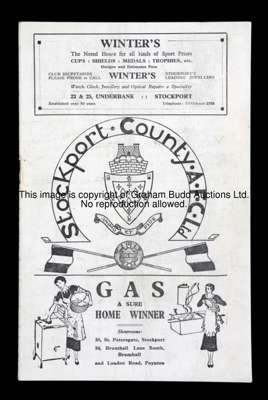 WINTER'S
The Noted House for all kinds of Sport Prizes
CUPS : SHIELDS : MEDALS : TROPHIES, etc.
Designs and Estimates Free
CLUB SECRETARIES
PLEASE PHONE or CALL
WINTER'S
STOCKPORT'S
LEADING JEWELLERS
Watch, Clock, Jewellery and Optical Repairs a Speciality
23 & 25, UNDERBANK :: STOCKPORT
Established over 80 years
Telephone:
Stockport County A.F.C. Ltd
This image is copyright of Graham Budd Auctions Ltd.
No reproduction allowed.
GAS
A SURE
HOME WINNER
Showrooms:
St. Petersgate, Stockport
Bramhall Lane South,
Bramhall
and London Road, Poynton